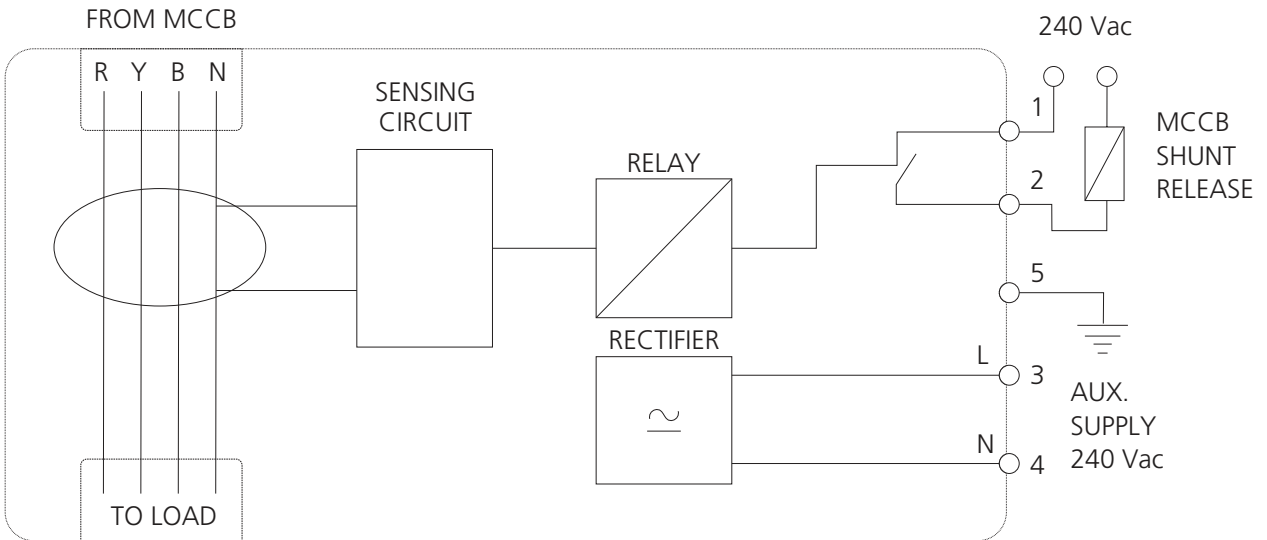 FROM MCCB
R Y B N
SENSING
CIRCUIT
RELAY
RECTIFIER
TO LOAD
240 Vac
1
2
MCCB
SHUNT
RELEASE
5
L
3
N
4
AUX.
SUPPLY
240 Vac